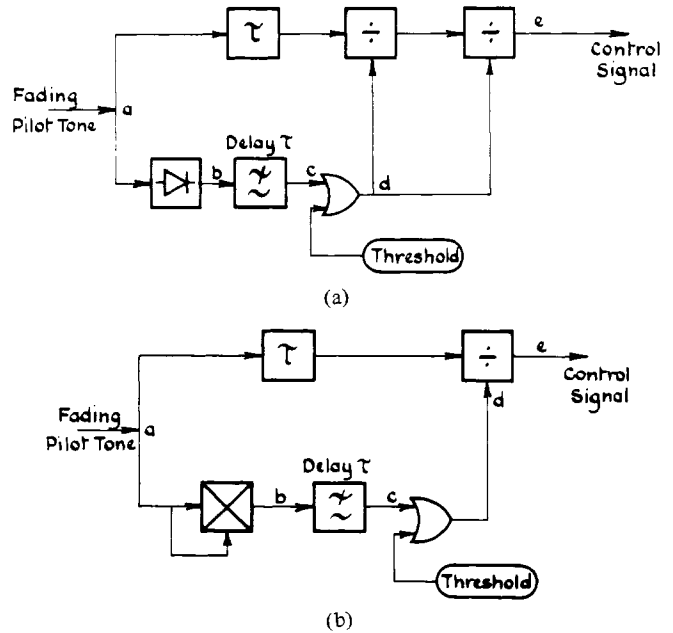 τ
÷
÷
e
Control
Signal
Fading
Pilot Tone
a
Delay τ
b
c
d
Threshold
(a)
τ
÷
e
Control
Signal
d
Fading
Pilot Tone
a
Delay τ
b
c
Threshold
(b)